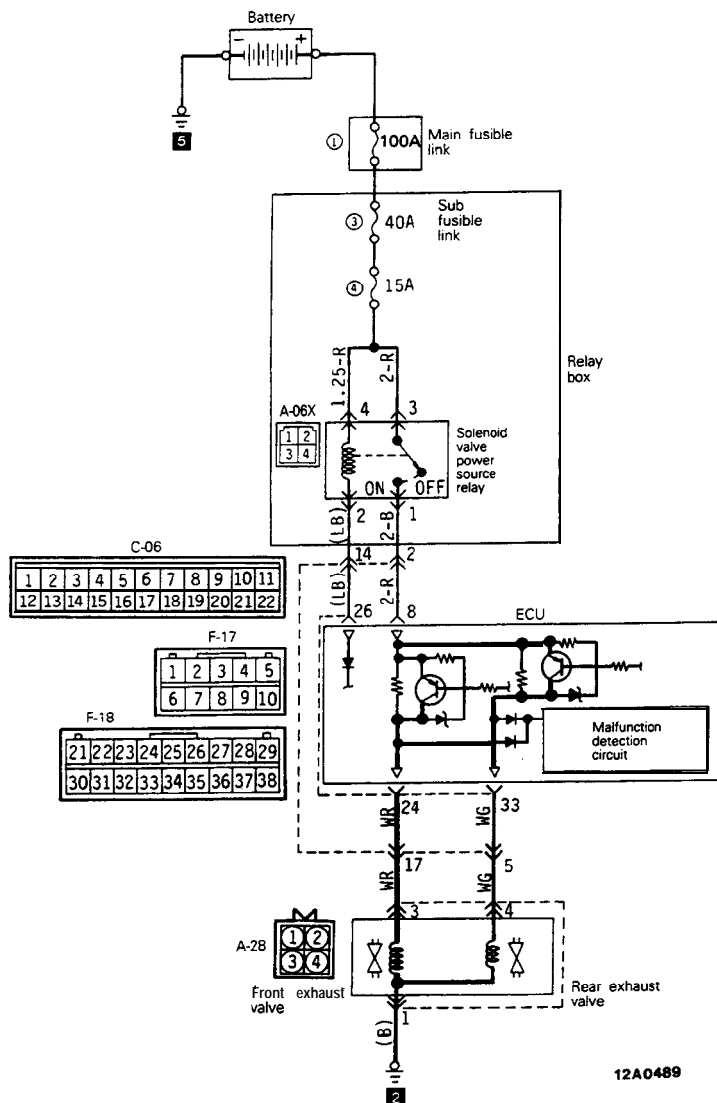 Battery
-
+
5
①
100A
Main fusible
link
③
40A
Sub
fusible
link
④
15A
Relay
box
1.25-R
2-R
A-06X
4
3
1 2
3 4
Solenoid
valve
power
source
relay
ON OFF
(LB)
2
2-B
1
C-06
14
2
1 2 3 4 5 6 7 8 9 10 11
12 13 14 15 16 17 18 19 20 21 22
(LB)
2-R
26
8
ECU
F-17
1 2 3 4 5
6 7 8 9 10
F-18
21 22 23 24 25 26 27 28 29
30 31 32 33 34 35 36 37 38
Malfunction
detection
circuit
24
33
WR
WG
17
5
WR
WG
3
4
A-28
1 2
3 4
Front exhaust
valve
Rear exhaust
valve
1
(B)
2
12A0489